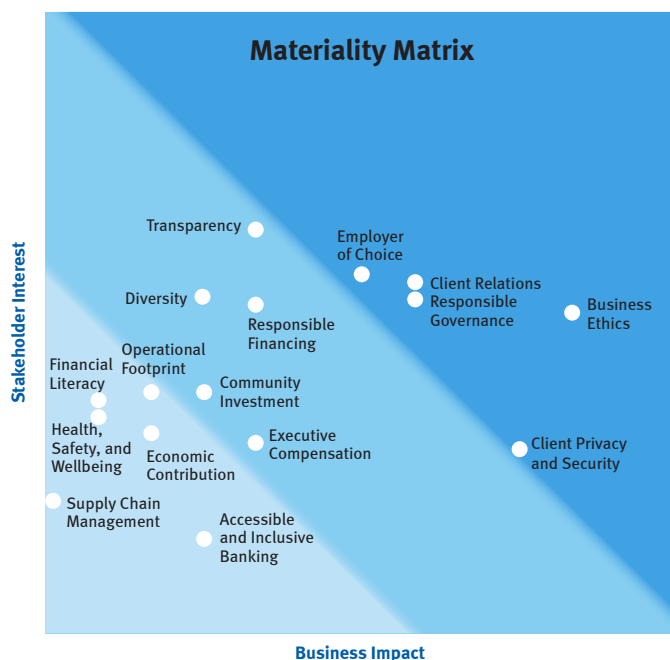 Materiality Matrix
Stakeholder Interest
Transparency
Employer
of Choice
Client Relations
Responsible
Governance
Business
Ethics
Diversity
Responsible
Financing
Operational
Footprint
Financial
Literacy
Community
Investment
Health,
Safety, and
Wellbeing
Economic
Contribution
Executive
Compensation
Client Privacy
and Security
Supply Chain
Management
Accessible
and Inclusive
Banking
Business Impact